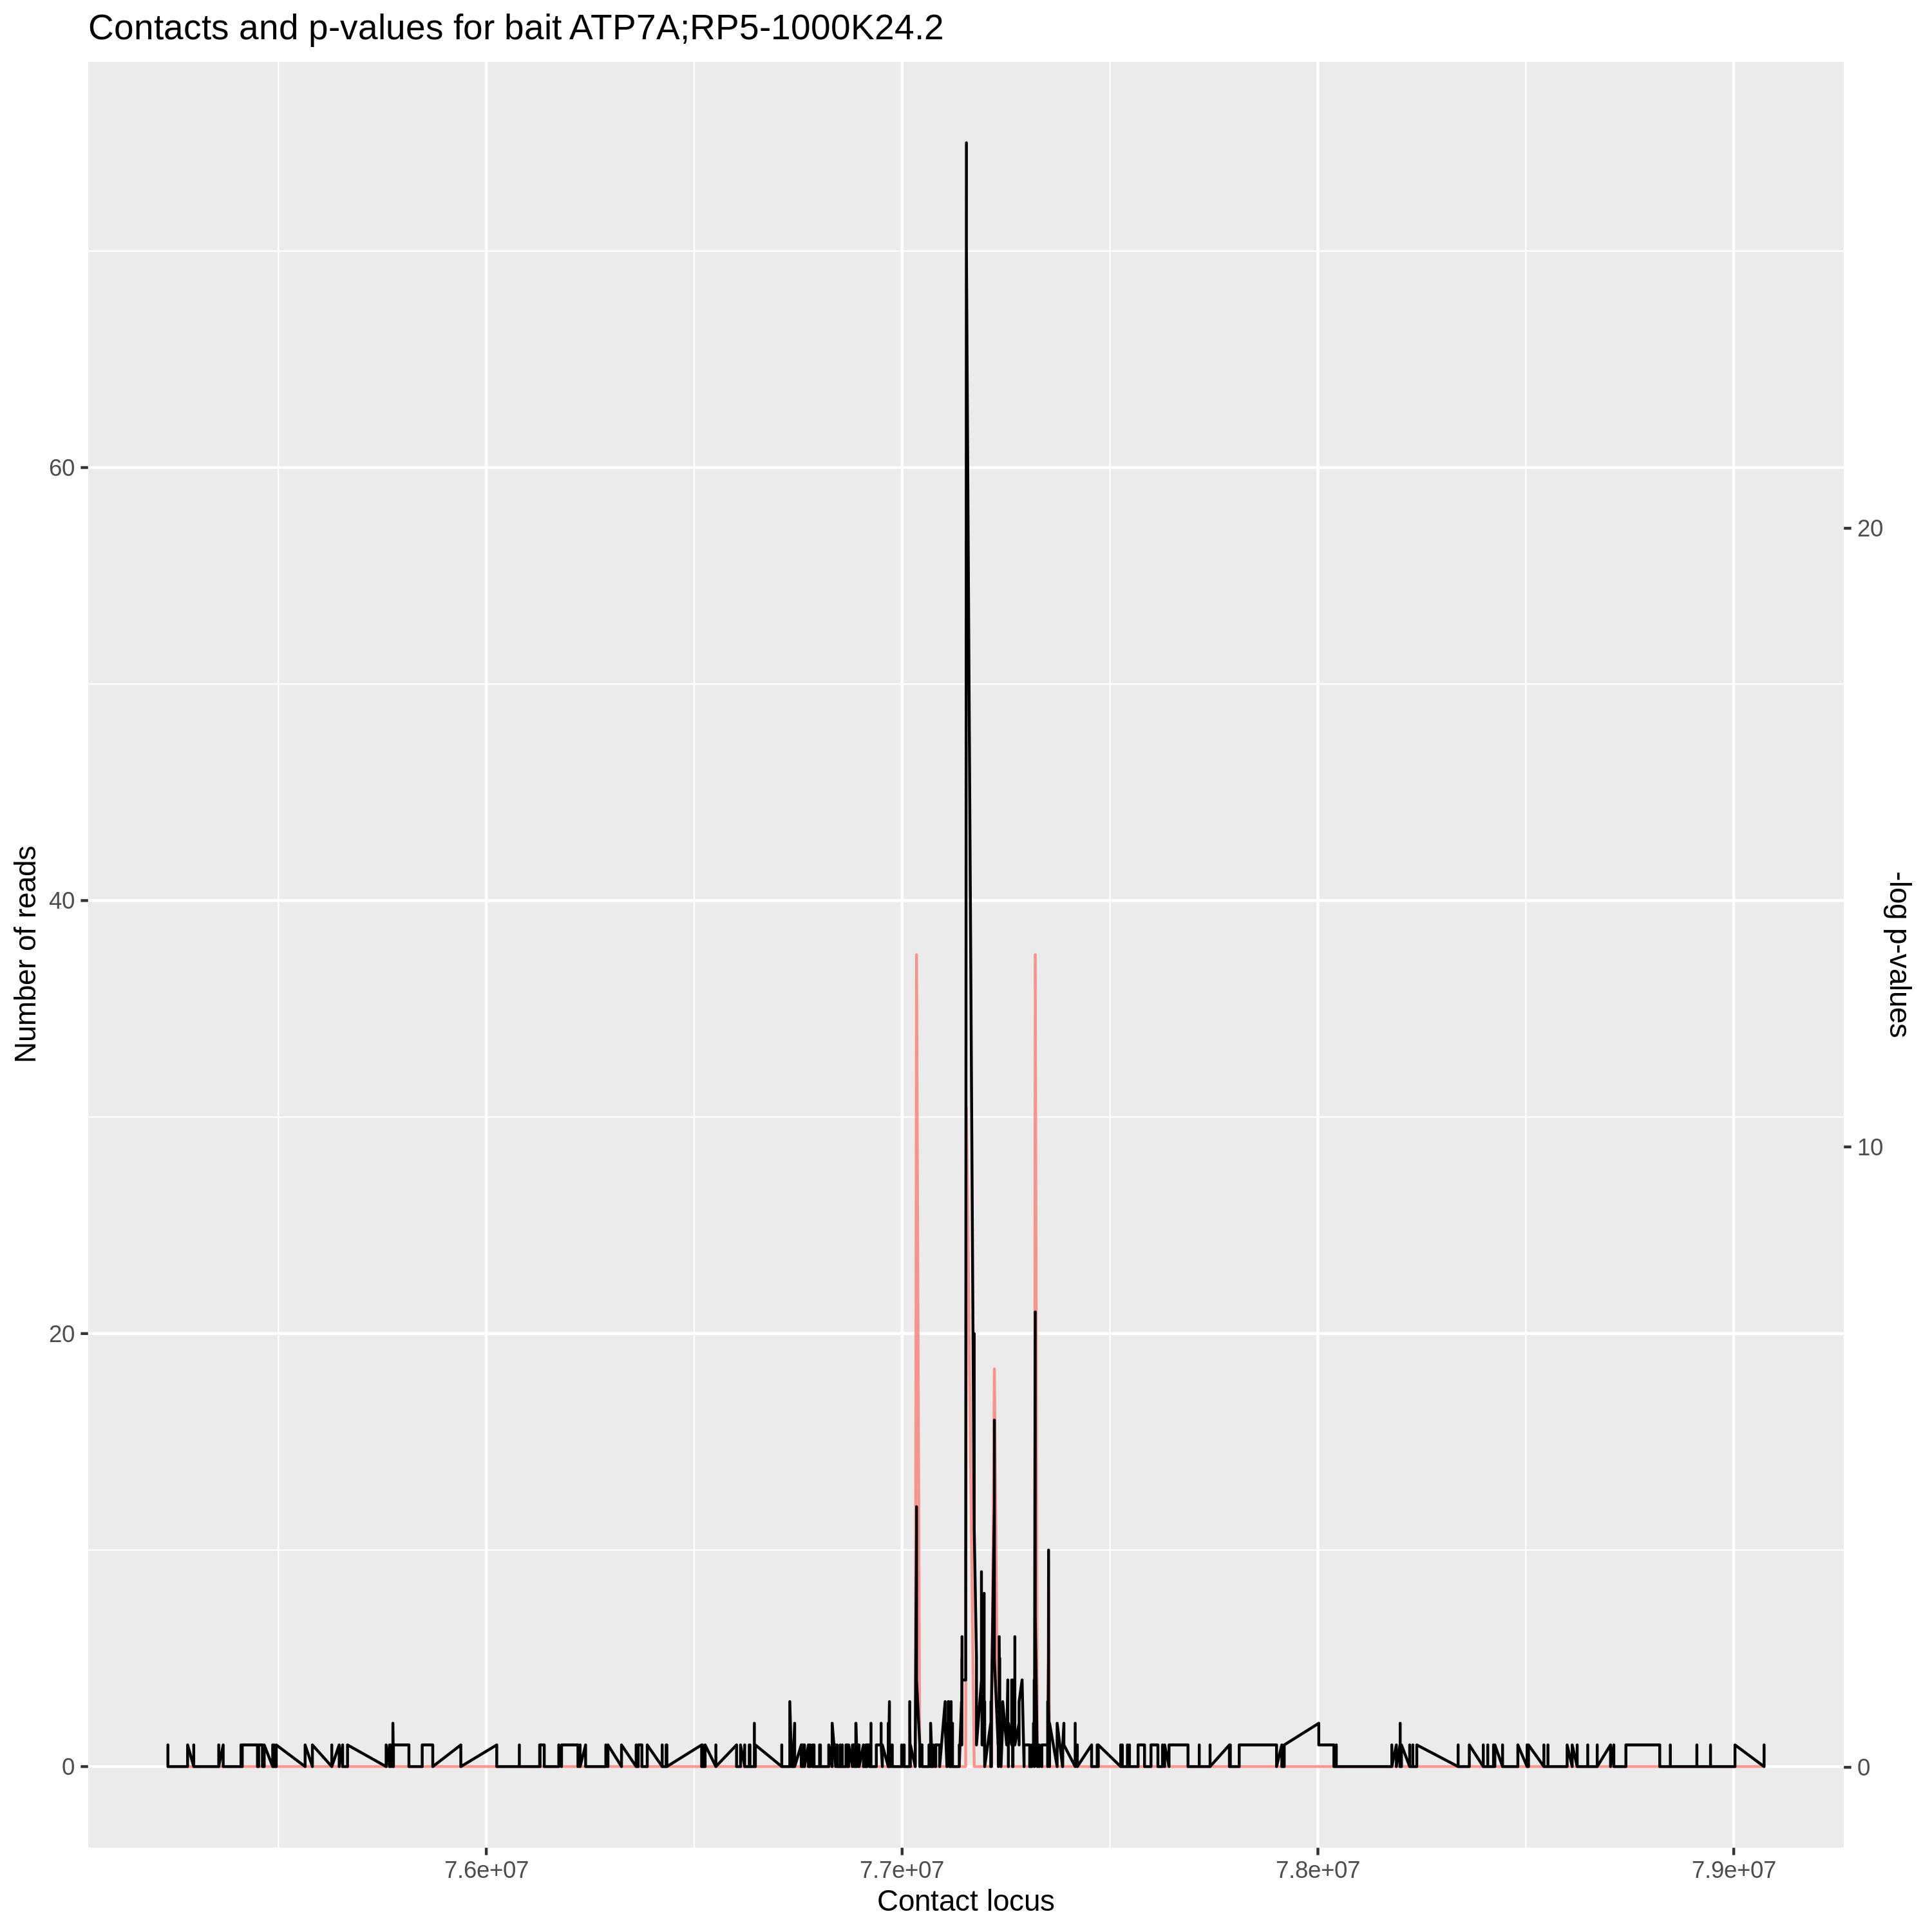 Contacts and p-values for bait ATP7A;RP5-1000K24.2
60
40
20
0
Number of reads
20
10
0
-log p-values
7.6e+07
7.7e+07
7.8e+07
7.9e+07
Contact locus